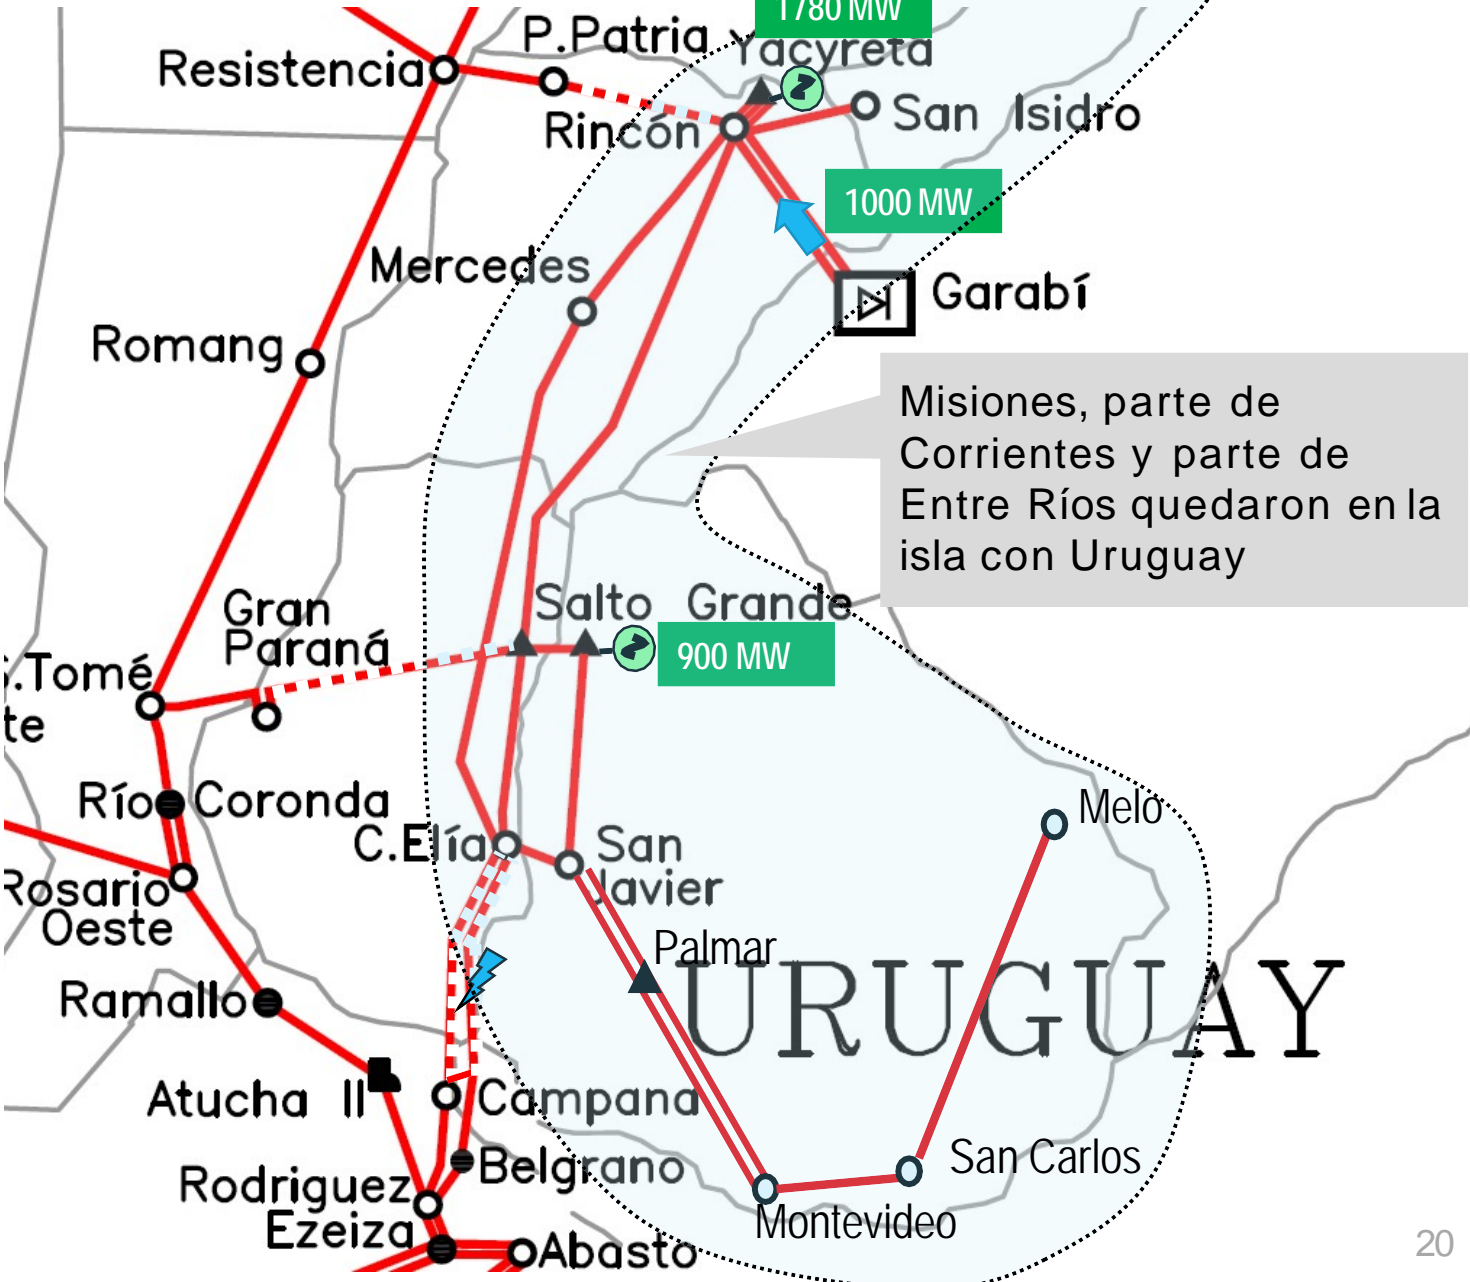 1780 MW
P.Patria
Yacyretá
Resistencia
San Isidro
Rincón
1000 MW
Mercedes
Garabí
Romang
Misiones, parte de
Corrientes y parte de
Entre Ríos quedaron en la
isla con Uruguay
Gran
Paraná
Salto Grande
900 MW
S.Tomé
te
Río Coronda
Melo
C.Elía
San
Javier
Rosario
Oeste
Palmar
URUGUAY
Ramallo
Atucha II
Campana
San Carlos
Belgrano
Rodriguez
Montevideo
Ezeiza
Abasto
20